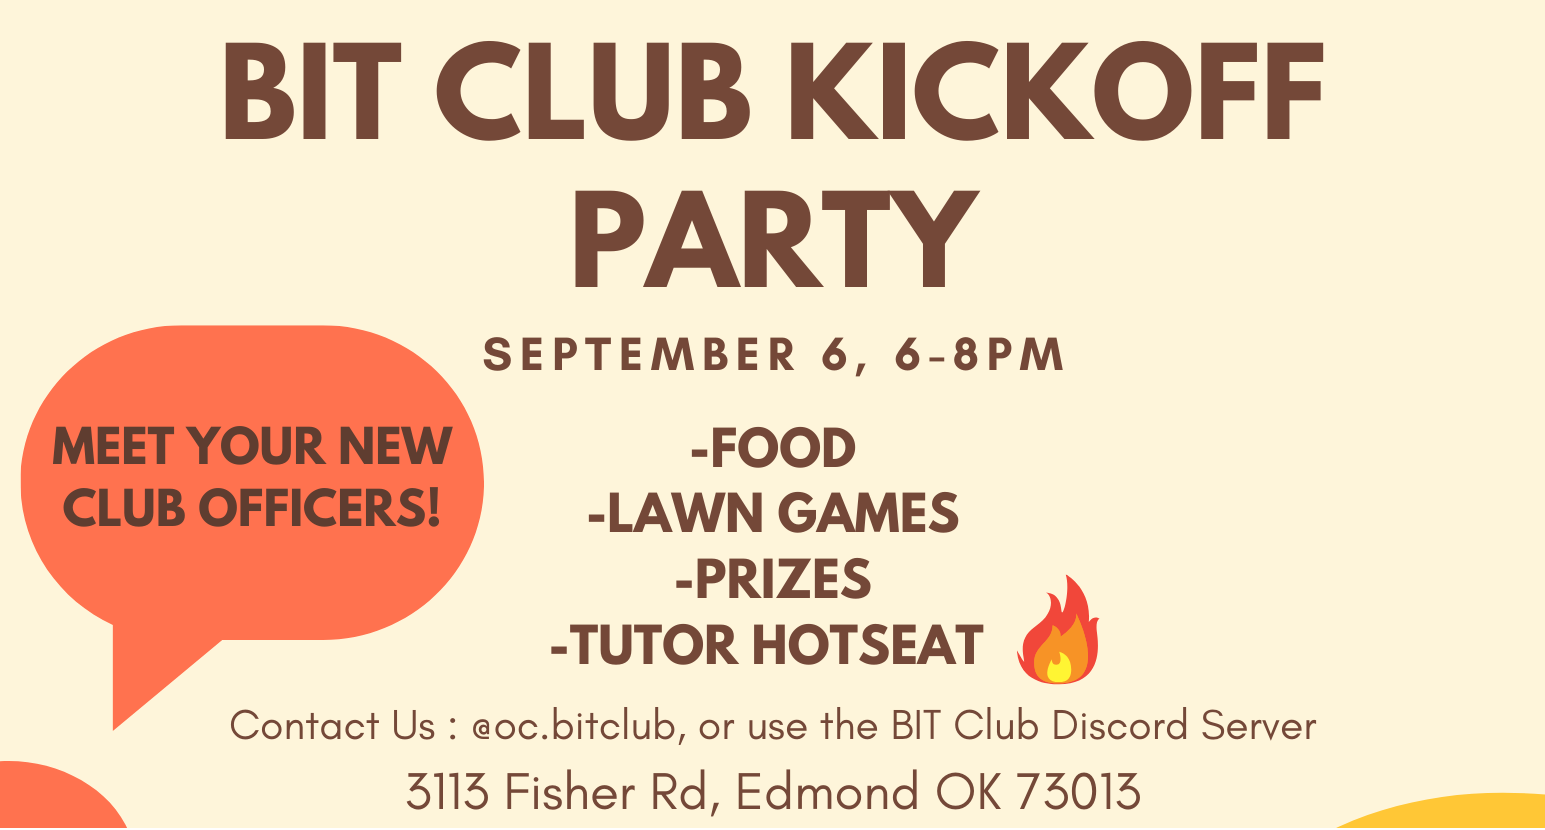 BIT CLUB KICKOFF
PARTY
SEPTEMBER 6, 6-8PM
MEET YOUR NEW
CLUB OFFICERS!
-FOOD
-LAWN GAMES
-PRIZES
-TUTOR HOTSEAT
Contact Us : @oc.bitclub, or use the BIT Club Discord Server
3113 Fisher Rd, Edmond OK 73013